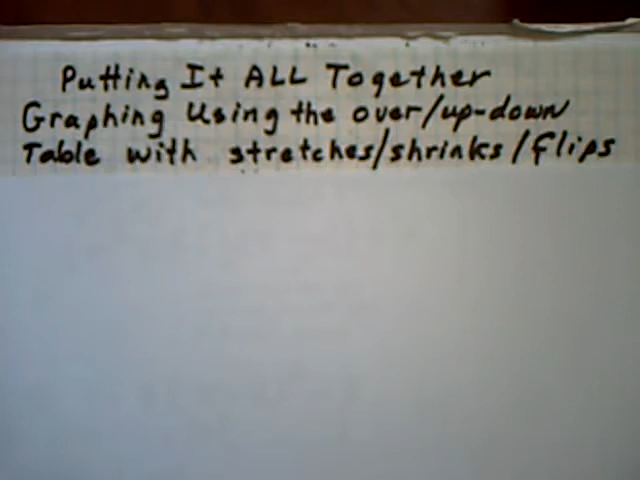 Putting It ALL Together
Graphing Using the over/up-down
Table with stretches/shrinks/flips